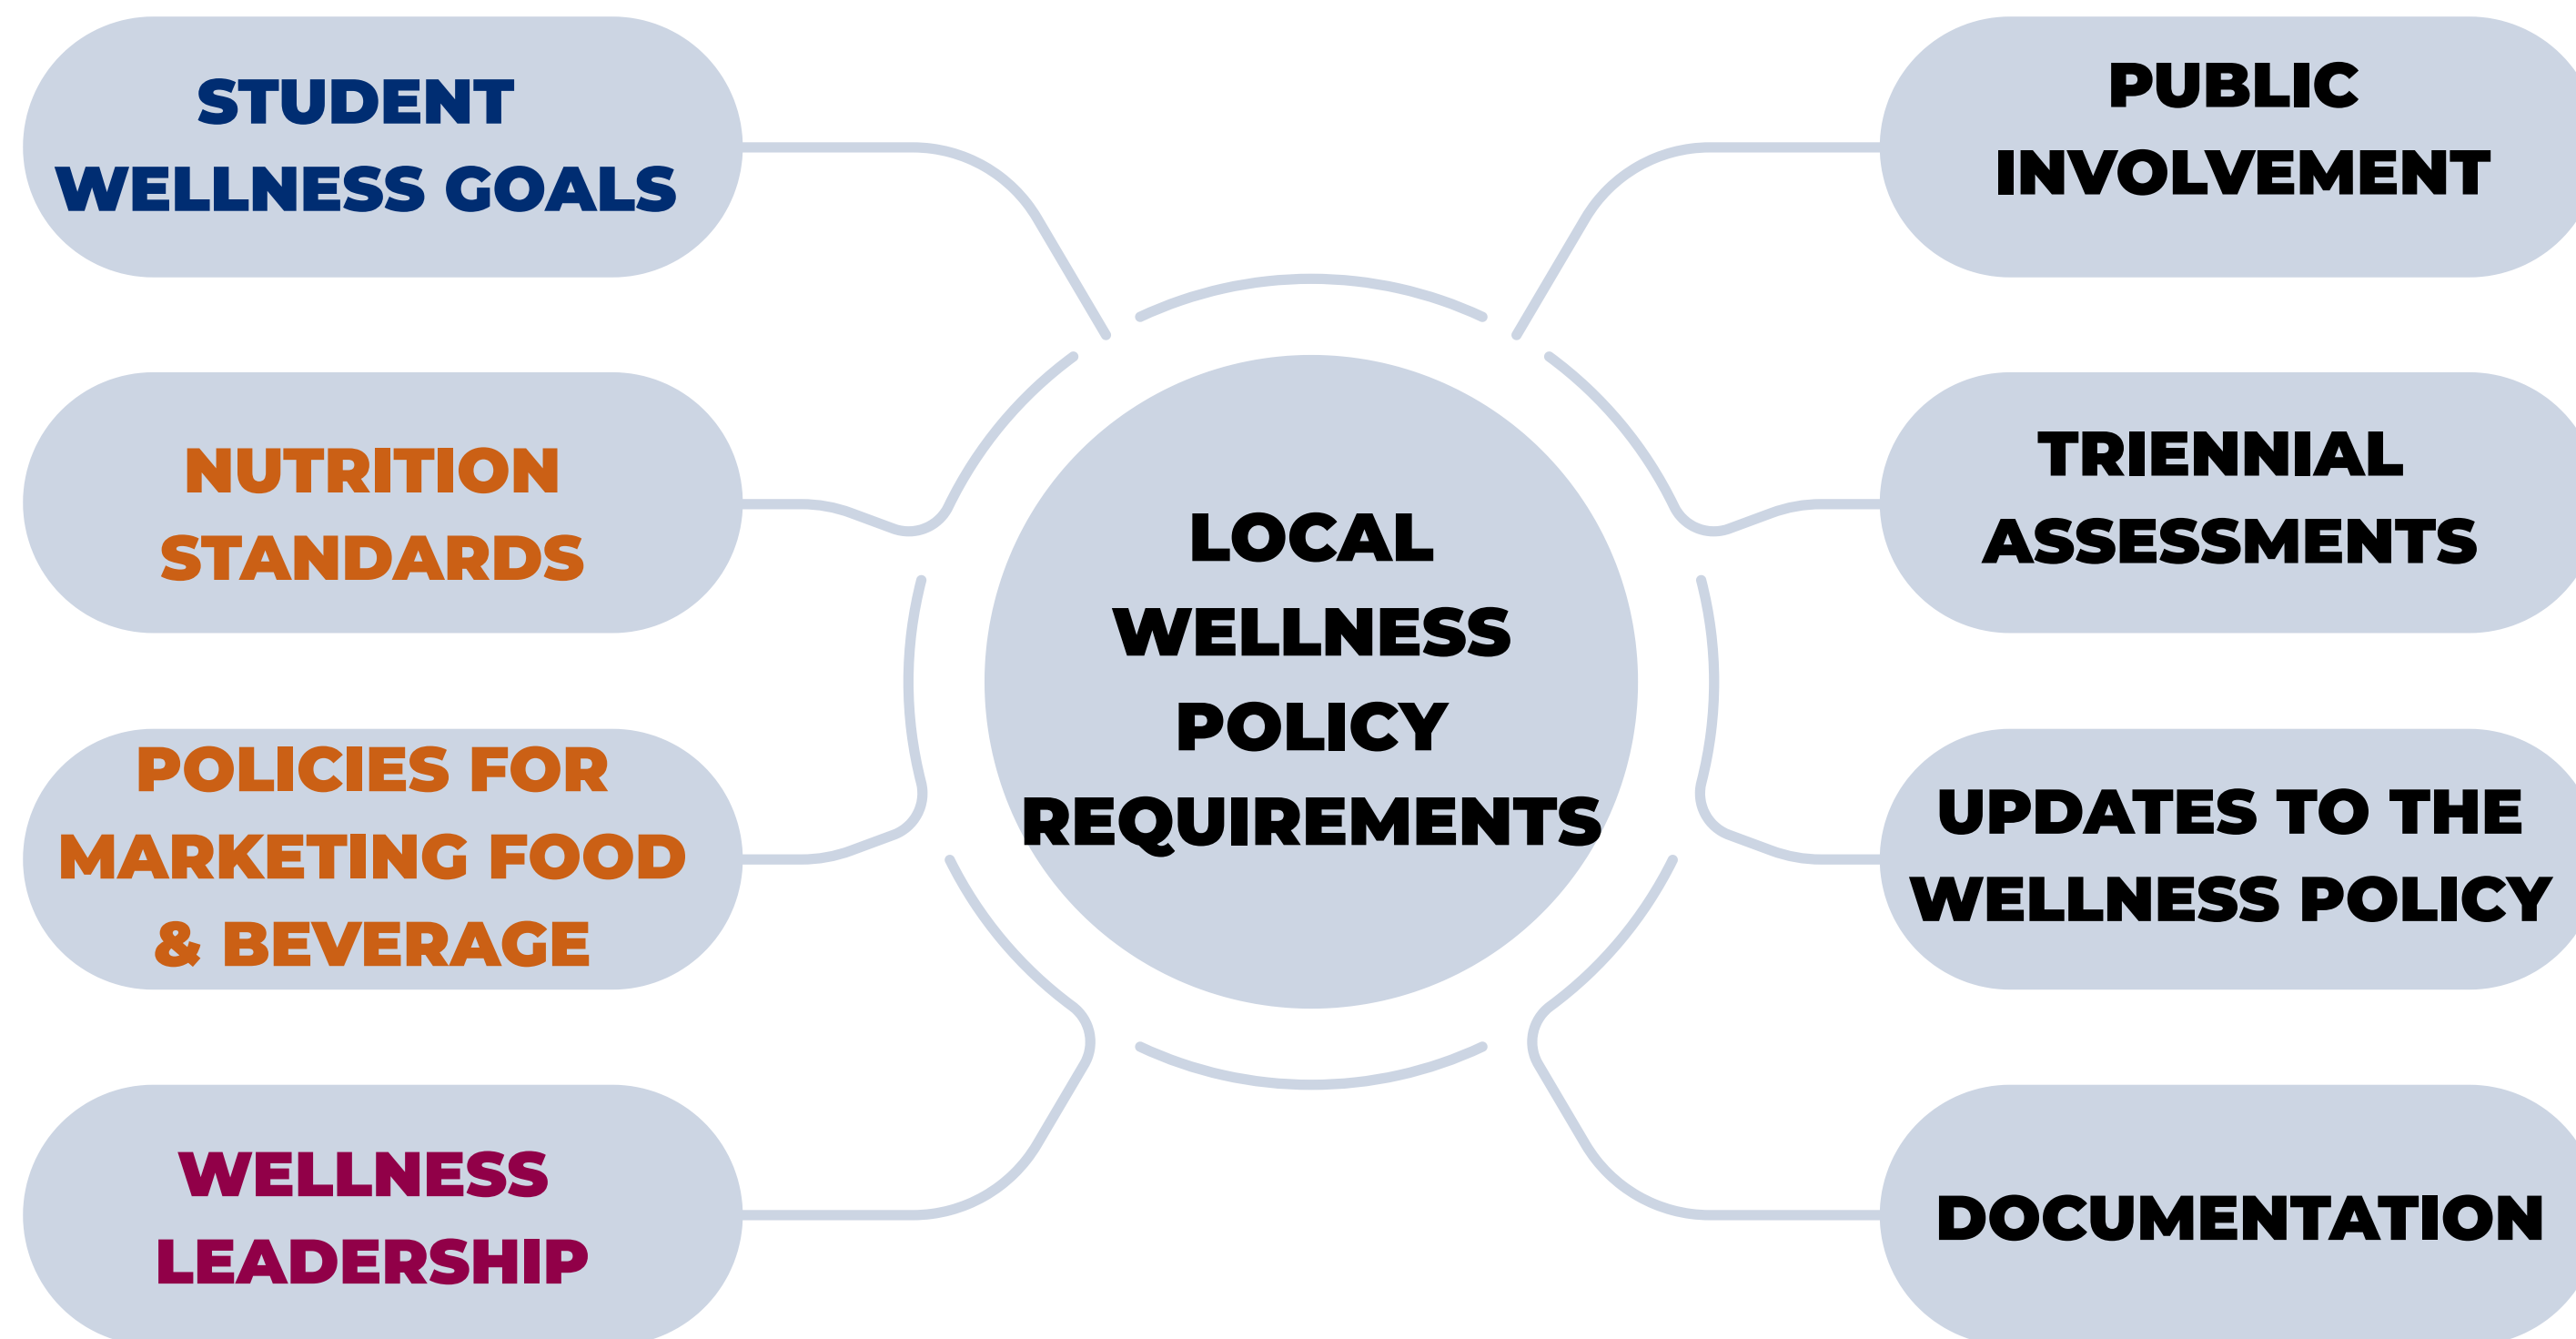 STUDENT
WELLNESS GOALS
NUTRITION
STANDARDS
POLICIES FOR
MARKETING FOOD
& BEVERAGE
WELLNESS
LEADERSHIP
LOCAL
WELLNESS
POLICY
REQUIREMENTS
PUBLIC
INVOLVEMENT
TRIENNIAL
ASSESSMENTS
UPDATES TO THE
WELLNESS POLICY
DOCUMENTATION